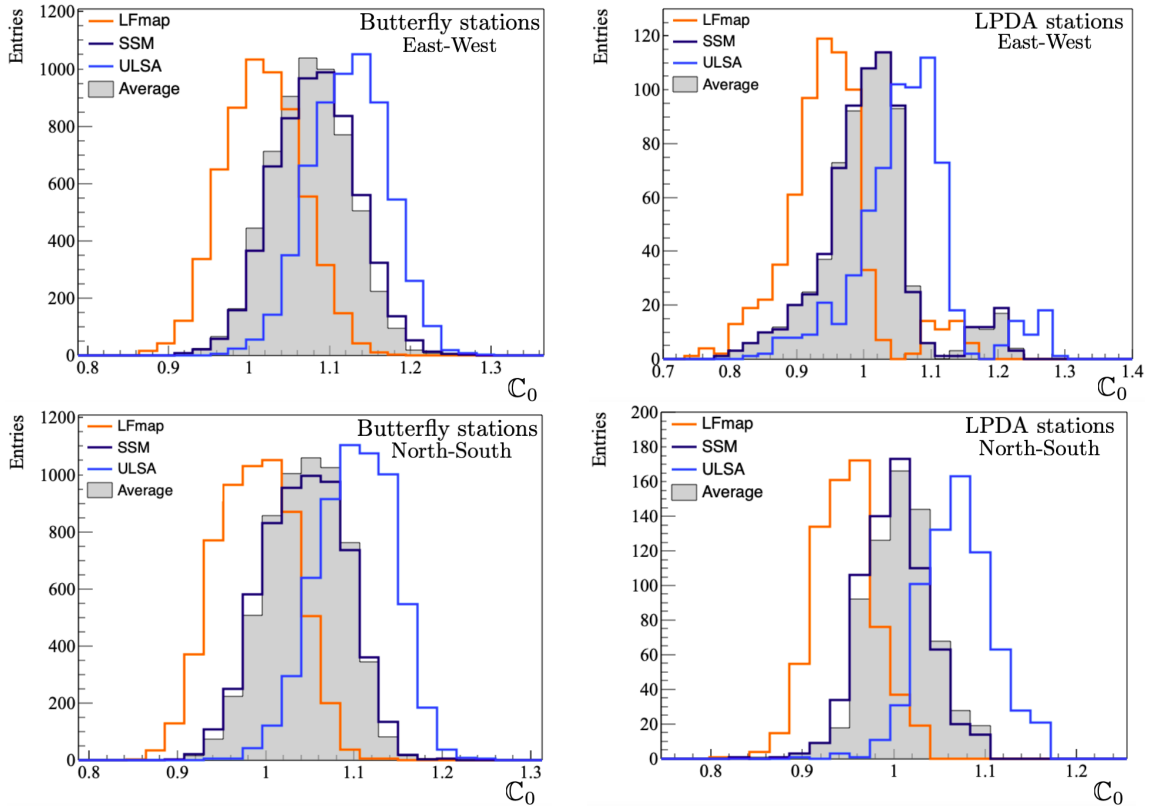 Entries
1200
1000
800
600
400
200
0
LFmap
SSM
ULSA
Average
Butterfly stations
East-West
0.8
0.9
1
1.1
1.2
1.3
ℂ₀
Entries
120
100
80
60
40
20
0
LFmap
SSM
ULSA
Average
LPDA stations
East-West
0.7
0.8
0.9
1
1.1
1.2
1.3
1.4
ℂ₀
Entries
1200
1000
800
600
400
200
0
LFmap
SSM
ULSA
Average
Butterfly stations
North-South
0.8
0.9
1
1.1
1.2
1.3
ℂ₀
Entries
200
180
160
140
120
100
80
60
40
20
0
LFmap
SSM
ULSA
Average
LPDA stations
North-South
0.8
0.9
1
1.1
1.2
ℂ₀